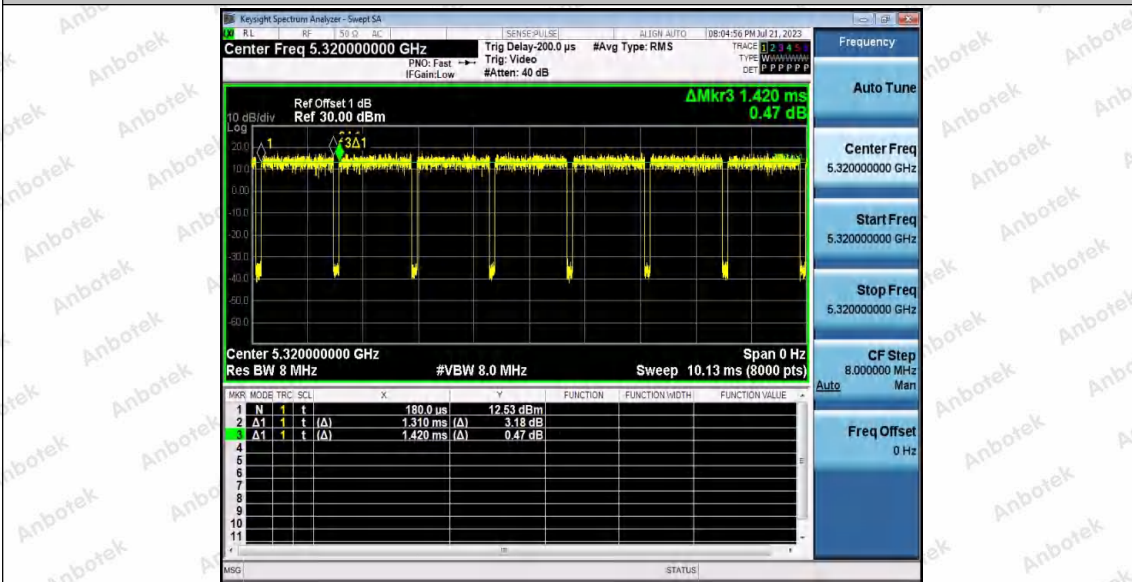 Keysight Spectrum Analyzer - Swept SA
RL RF 50 Ω AC SENSE:PULSE ALIGN AUTO 08:04:56 PM Jul 21, 2023
Center Freq 5.320000000 GHz
PNO: Fast
IFGain:Low
Trig Delay-200.0 µs
Trig: Video
#Atten: 40 dB
#Avg Type: RMS
TRACE 1 2 3 4 5 6
TYPE W
DET P P P P P P
Frequency
Auto Tune
ΔMkr3 1.420 ms
0.47 dB
Ref Offset 1 dB
10 dB/div Ref 30.00 dBm
Log
1
3Δ1
20.0
10.0
0.00
-10.0
-20.0
-30.0
-40.0
-50.0
-60.0
Center 5.320000000 GHz Span 0 Hz
Res BW 8 MHz #VBW 8.0 MHz Sweep 10.13 ms (8000 pts)
Center Freq
5.320000000 GHz
Start Freq
5.320000000 GHz
Stop Freq
5.320000000 GHz
CF Step
8.000000 MHz
Auto Man
Freq Offset
0 Hz
MKR MODE TRC SCL X Y FUNCTION FUNCTION WIDTH FUNCTION VALUE
1 N 1 t 180.0 µs 12.53 dBm
2 Δ1 1 t (Δ) 1.310 ms (Δ) 3.18 dB
3 Δ1 1 t (Δ) 1.420 ms (Δ) 0.47 dB
4
5
6
7
8
9
10
11
MSG STATUS
Anbotek